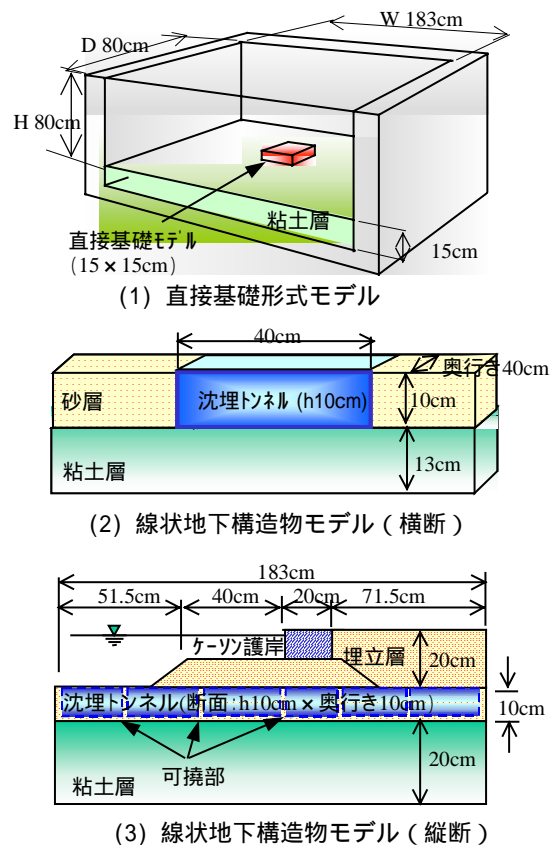 W 183cm
D 80cm
H 80cm
粘土層
直接基礎ﾓﾃﾞﾙ
(15×15cm)
15cm
(1) 直接基礎形式モデル
40cm
奥行き40cm
砂層
沈埋ﾄﾝﾈﾙ (h10cm)
10cm
粘土層
13cm
(2) 線状地下構造物モデル（横断）
183cm
51.5cm
40cm
20cm
71.5cm
ｹｰｿﾝ護岸
埋立層
20cm
沈埋トンネル(断面:h10cm×奥行き10cm)
10cm
可撓部
粘土層
20cm
(3) 線状地下構造物モデル（縦断）